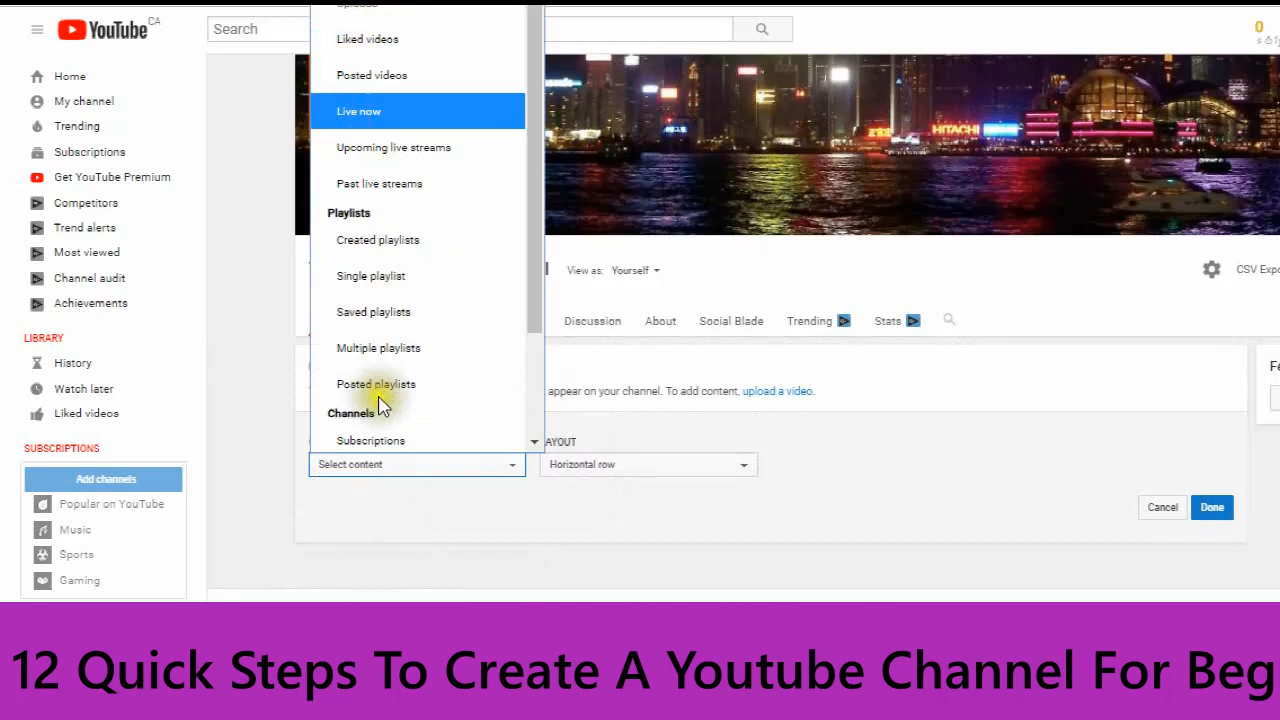 YouTube CA
Search
0
Home
My channel
Trending
Subscriptions
Get YouTube Premium
Competitors
Trend alerts
Most viewed
Channel audit
Achievements
LIBRARY
History
Watch later
Liked videos
SUBSCRIPTIONS
Add channels
Popular on YouTube
Music
Sports
Gaming
Liked videos
Posted videos
Live now
Upcoming live streams
Past live streams
Playlists
Created playlists
Single playlist
Saved playlists
Multiple playlists
Posted playlists
Channels
Subscriptions
Select content
HITACHI
View as: Yourself
CSV Expo
Discussion About Social Blade Trending Stats
appear on your channel. To add content, upload a video.
AYOUT
Horizontal row
Cancel Done
Fe
12 Quick Steps To Create A Youtube Channel For Beg